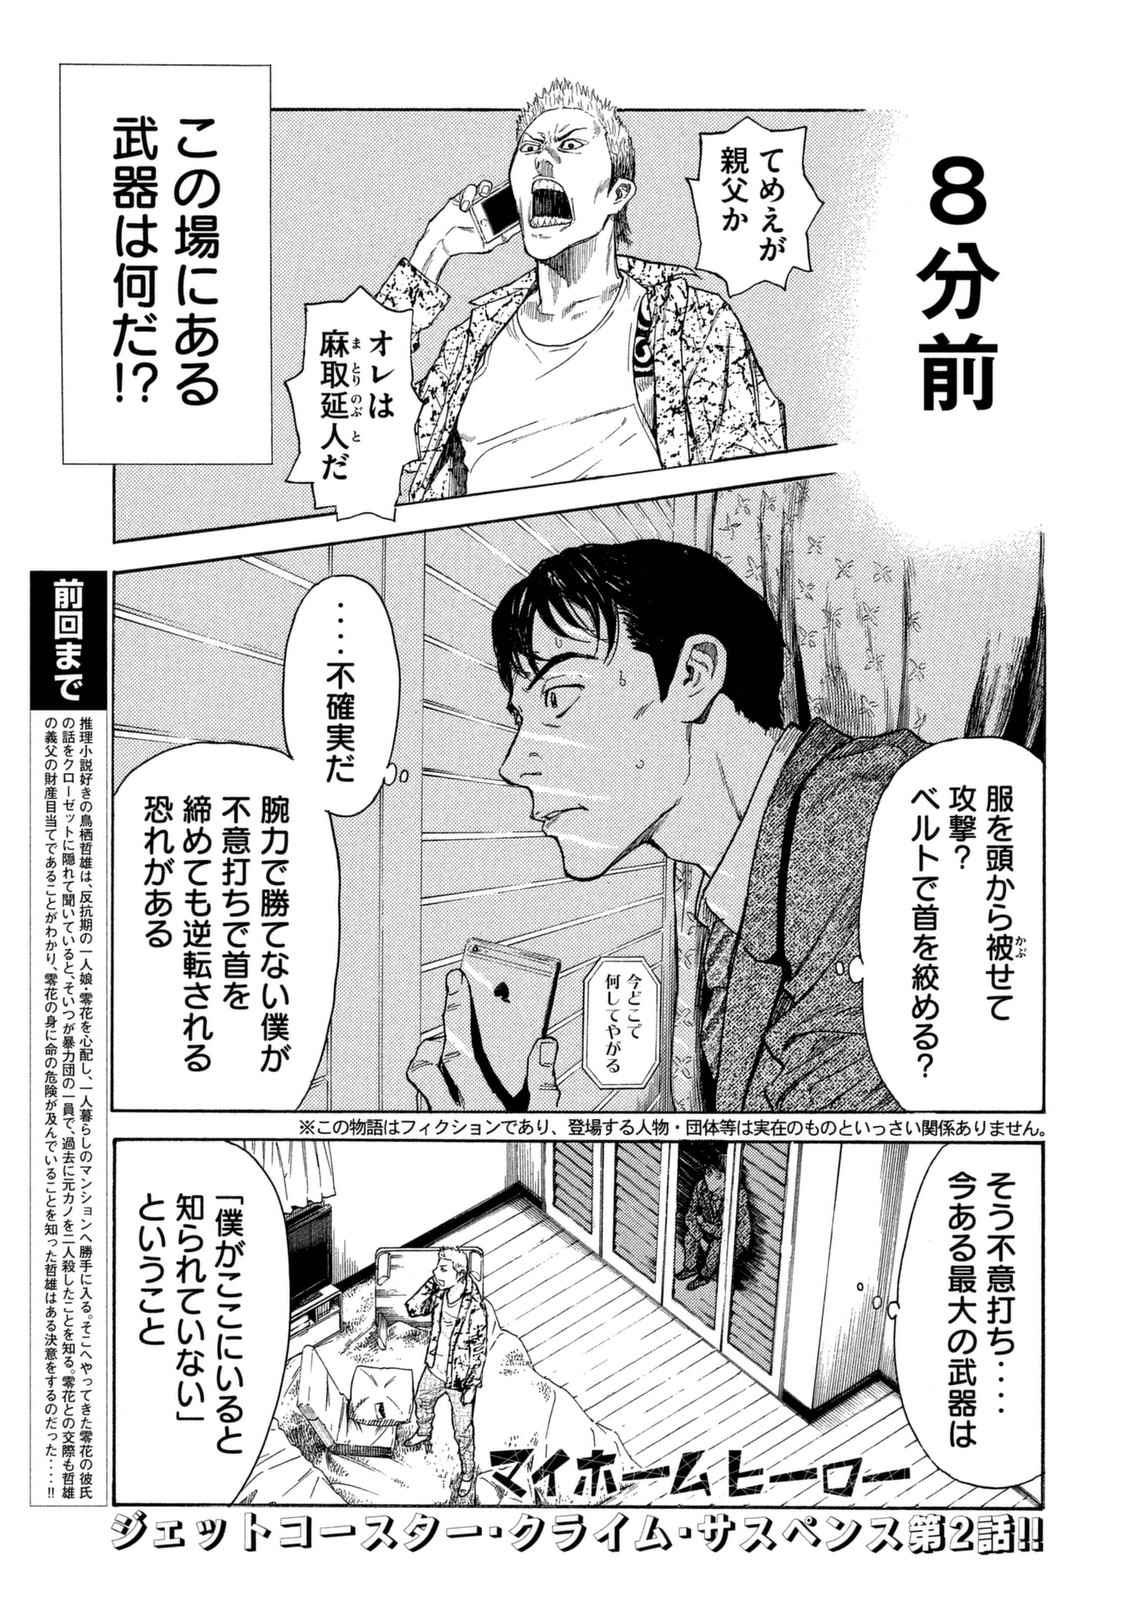 8分前
てめえが
親父か
オレは
麻取延人だ
まとりのぶと
この場にある
武器は何だ!?
服を頭から被せて
かぶ
攻撃？
ベルトで首を絞める？
‥‥不確実だ
腕力で勝てない僕が
不意打ちで首を
締めても逆転される
恐れがある
今どこで
何してやがる
※この物語はフィクションであり、登場する人物・団体等は実在のものといっさい関係ありません。
そう不意打ち‥‥
今ある最大の武器は
「僕がここにいると
知られていない」
ということ
前回まで
推理小説好きの鳥栖哲雄は、反抗期の一人娘・零花を心配し、一人暮らしのマンションへ勝手に入る。そこへやってきた零花の彼氏
の話をクローゼットに隠れて聞いていると、そいつが暴力団の一員で、過去に元カノを二人殺したことを知る。零花との交際も哲雄
の義父の財産目当てであることがわかり、零花の身に命の危険が及んでいることを知った哲雄はある決意をするのだった‥‥!!
マイホームヒーロー
ジェットコースター・クライム・サスペンス第2話!!